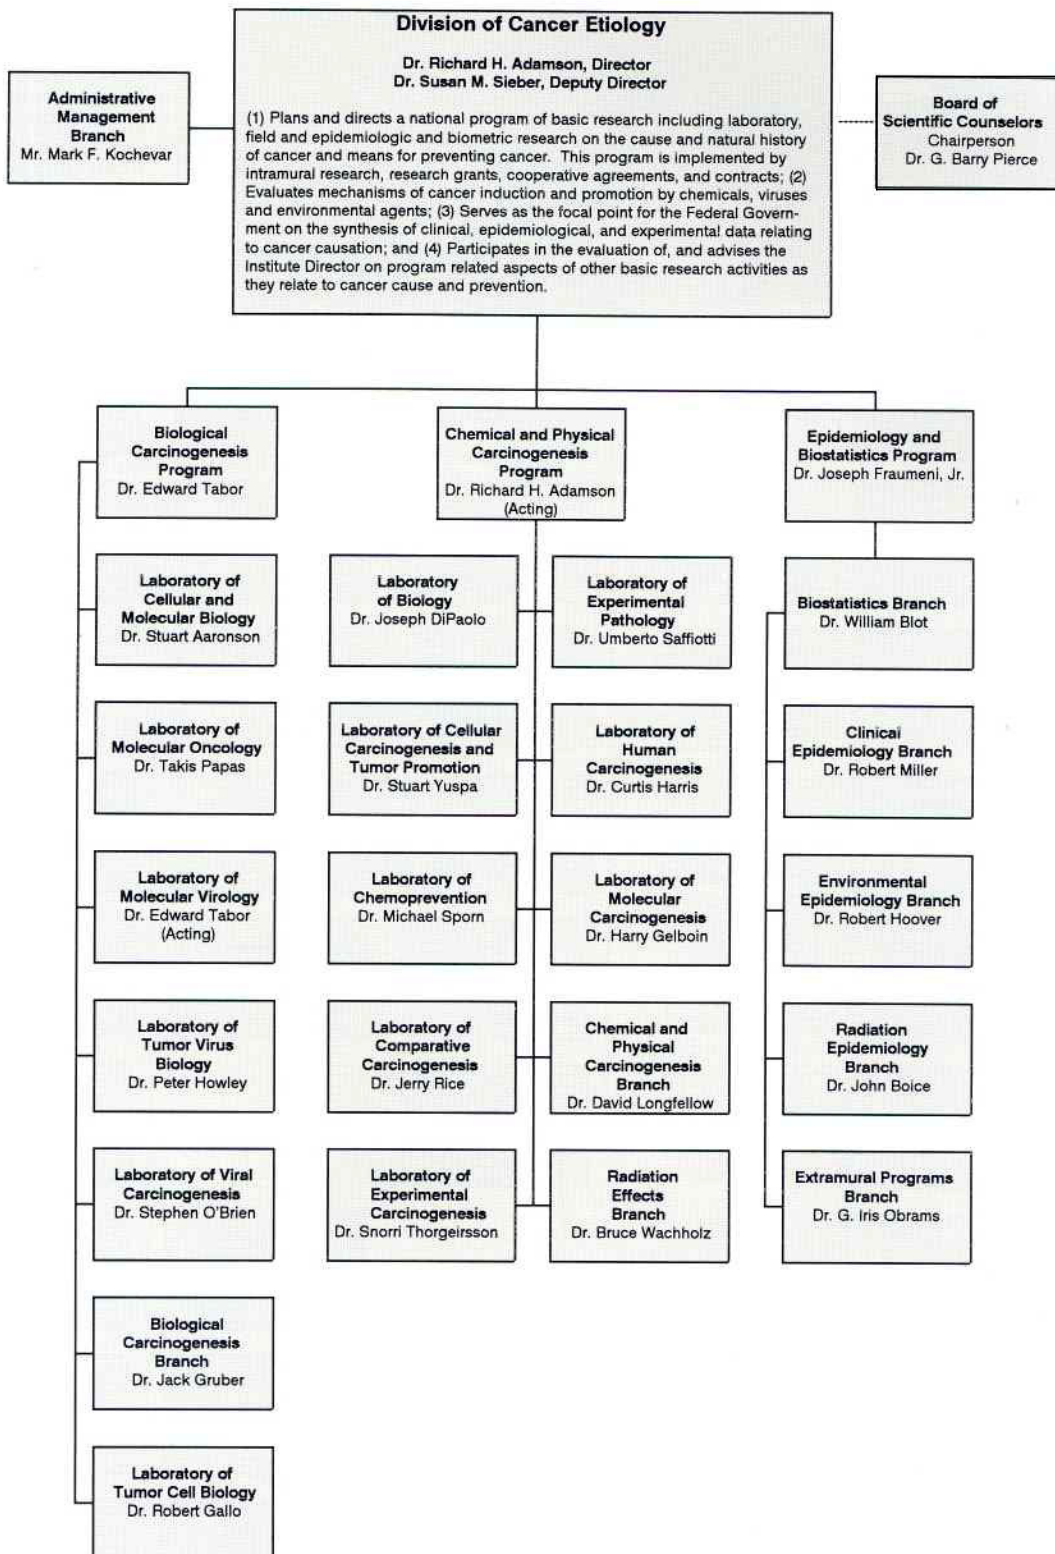 Division of Cancer Etiology
Dr. Richard H. Adamson, Director
Dr. Susan M. Sieber, Deputy Director
(1) Plans and directs a national program of basic research including laboratory,
field and epidemiologic and biometric research on the cause and natural history
of cancer and means for preventing cancer. This program is implemented by
intramural research, research grants, cooperative agreements, and contracts; (2)
Evaluates mechanisms of cancer induction and promotion by chemicals, viruses
and environmental agents; (3) Serves as the focal point for the Federal Govern-
ment on the synthesis of clinical, epidemiological, and experimental data relating
to cancer causation; and (4) Participates in the evaluation of, and advises the
Institute Director on program related aspects of other basic research activities as
they relate to cancer cause and prevention.
Administrative
Management
Branch
Mr. Mark F. Kochevar
Board of
Scientific Counselors
Chairperson
Dr. G. Barry Pierce
Biological
Carcinogenesis
Program
Dr. Edward Tabor
Laboratory of
Cellular and
Molecular Biology
Dr. Stuart Aaronson
Laboratory of
Molecular Oncology
Dr. Takis Papas
Laboratory of
Molecular Virology
Dr. Edward Tabor
(Acting)
Laboratory of
Tumor Virus
Biology
Dr. Peter Howley
Laboratory of Viral
Carcinogenesis
Dr. Stephen O'Brien
Biological
Carcinogenesis
Branch
Dr. Jack Gruber
Laboratory of
Tumor Cell Biology
Dr. Robert Gallo
Chemical and Physical
Carcinogenesis
Program
Dr. Richard H. Adamson
(Acting)
Laboratory
of Biology
Dr. Joseph DiPaolo
Laboratory of
Experimental
Pathology
Dr. Umberto Saffiotti
Laboratory of Cellular
Carcinogenesis and
Tumor Promotion
Dr. Stuart Yuspa
Laboratory of
Human
Carcinogenesis
Dr. Curtis Harris
Laboratory of
Chemoprevention
Dr. Michael Sporn
Laboratory of
Molecular
Carcinogenesis
Dr. Harry Gelboin
Laboratory of
Comparative
Carcinogenesis
Dr. Jerry Rice
Chemical and
Physical
Carcinogenesis
Branch
Dr. David Longfellow
Laboratory of
Experimental
Carcinogenesis
Dr. Snorri Thorgeirsson
Radiation
Effects
Branch
Dr. Bruce Wachholz
Epidemiology and
Biostatistics Program
Dr. Joseph Fraumeni, Jr.
Biostatistics Branch
Dr. William Blot
Clinical
Epidemiology Branch
Dr. Robert Miller
Environmental
Epidemiology Branch
Dr. Robert Hoover
Radiation
Epidemiology
Branch
Dr. John Boice
Extramural Programs
Branch
Dr. G. Iris Obrams